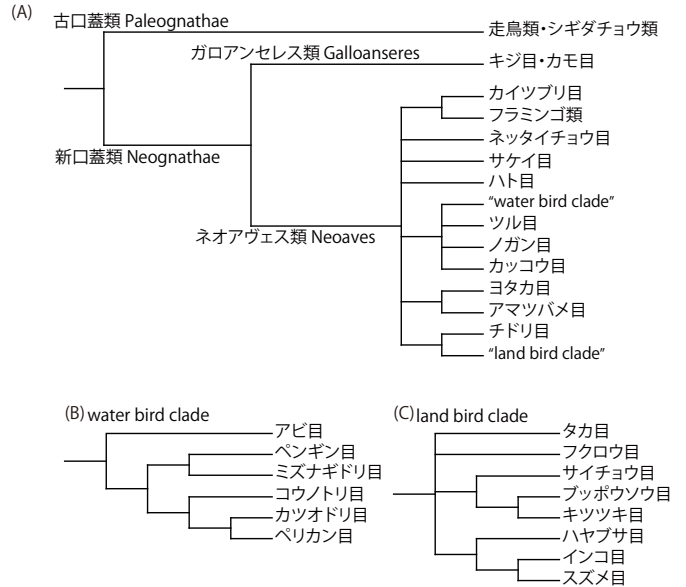 (A)
古口蓋類 Paleognathae
走鳥類・シギダチョウ類
ガロアンセレス類 Galloanseres
キジ目・カモ目
カイツブリ目
フラミンゴ類
ネッタイチョウ目
新口蓋類 Neognathae
サケイ目
ハト目
"water bird clade"
ツル目
ネオアヴェス類 Neoaves
ノガン目
カッコウ目
ヨタカ目
アマツバメ目
チドリ目
"land bird clade"
(B) water bird clade
アビ目
ペンギン目
ミズナギドリ目
コウノトリ目
カツオドリ目
ペリカン目
(C) land bird clade
タカ目
フクロウ目
サイチョウ目
ブッポウソウ目
キツツキ目
ハヤブサ目
インコ目
スズメ目